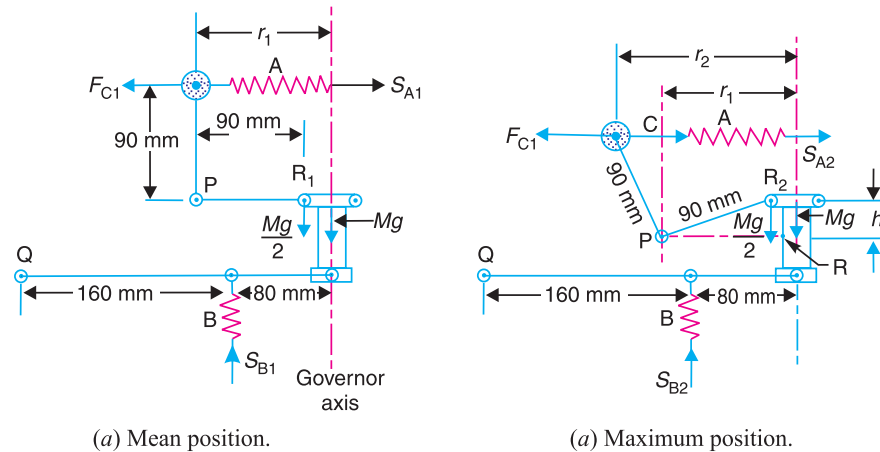 r1
A
FC1
SA1
90 mm
90 mm
R1
P
Mg
Mg/2
Q
160 mm
80 mm
B
SB1
Governor
axis
(a) Mean position.
r2
r1
A
FC1
C
SA2
90 mm
R2
90 mm
Mg
h
P
Mg/2
R
Q
160 mm
80 mm
B
SB2
(a) Maximum position.